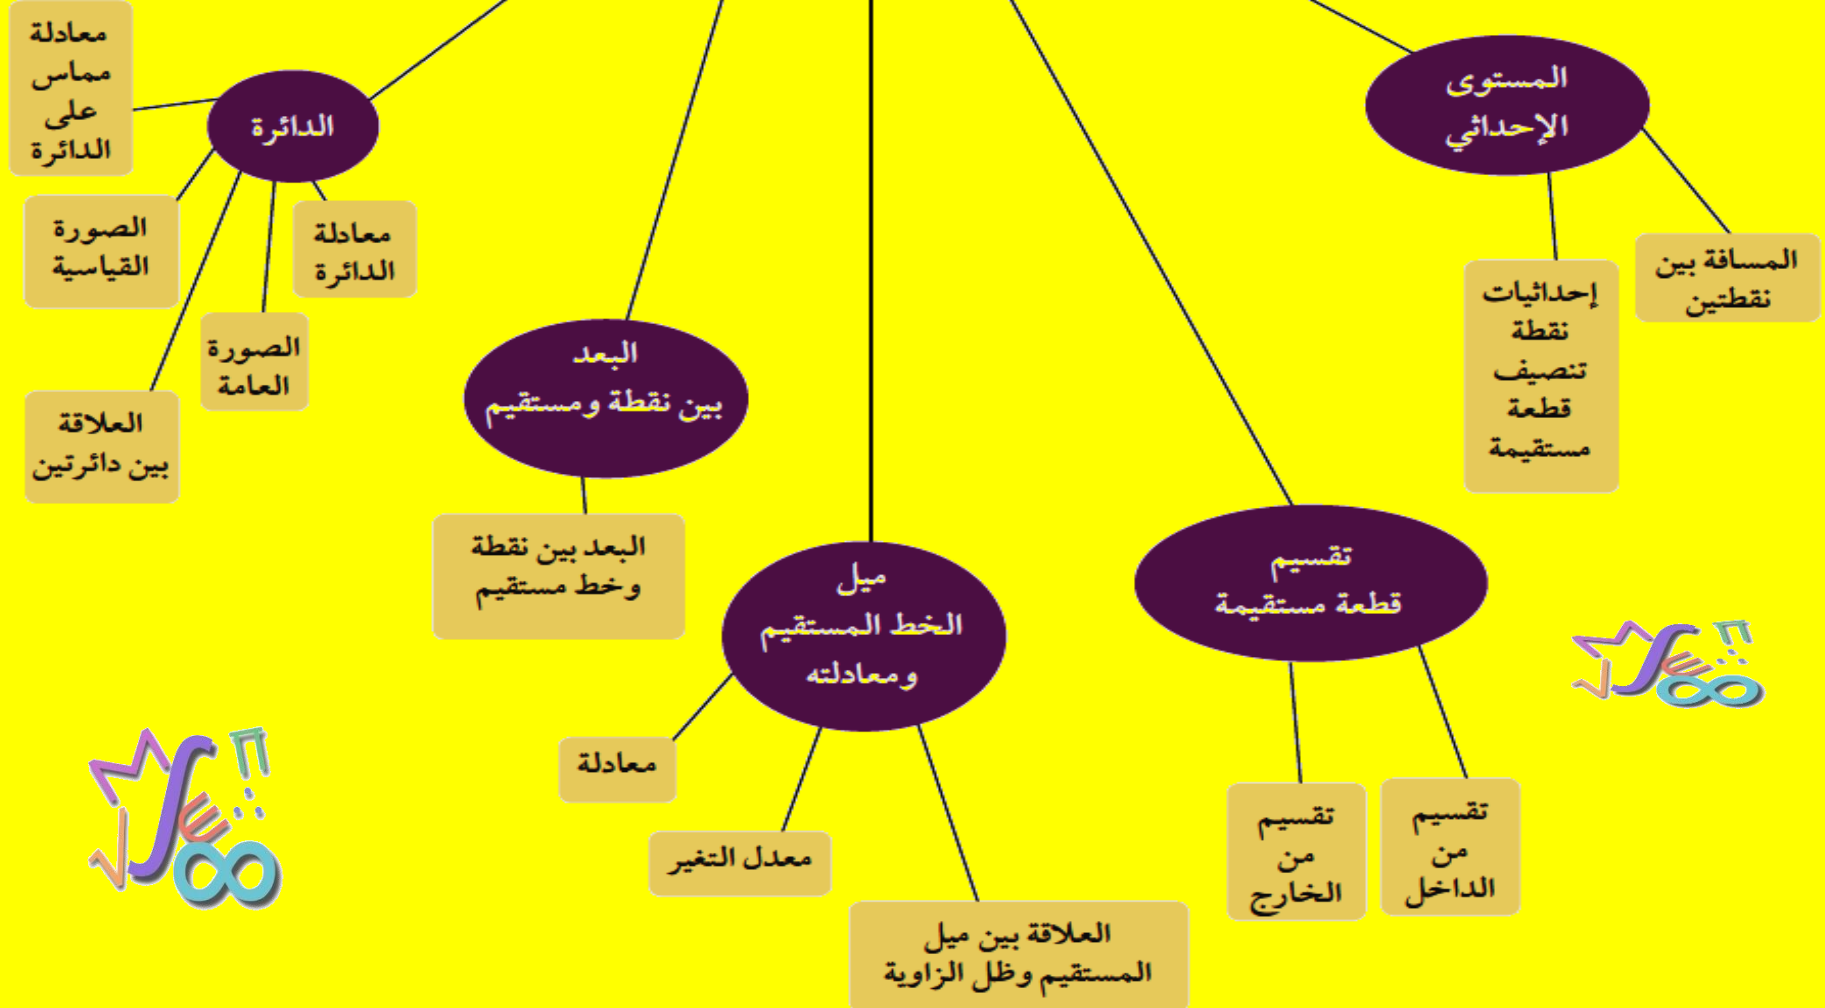 المستوى
الإحداثي
المسافة بين
نقطتين
إحداثيات
نقطة
تنصيف
قطعة
مستقيمة
تقسيم
قطعة مستقيمة
تقسيم
من
الداخل
تقسيم
من
الخارج
ميل
الخط المستقيم
ومعادلته
العلاقة بين ميل
المستقيم وظل الزاوية
معدل التغير
معادلة
البعد
بين نقطة ومستقيم
البعد بين نقطة
وخط مستقيم
الدائرة
معادلة
الدائرة
الصورة
العامة
العلاقة
بين دائرتين
الصورة
القياسية
معادلة
مماس
على
الدائرة